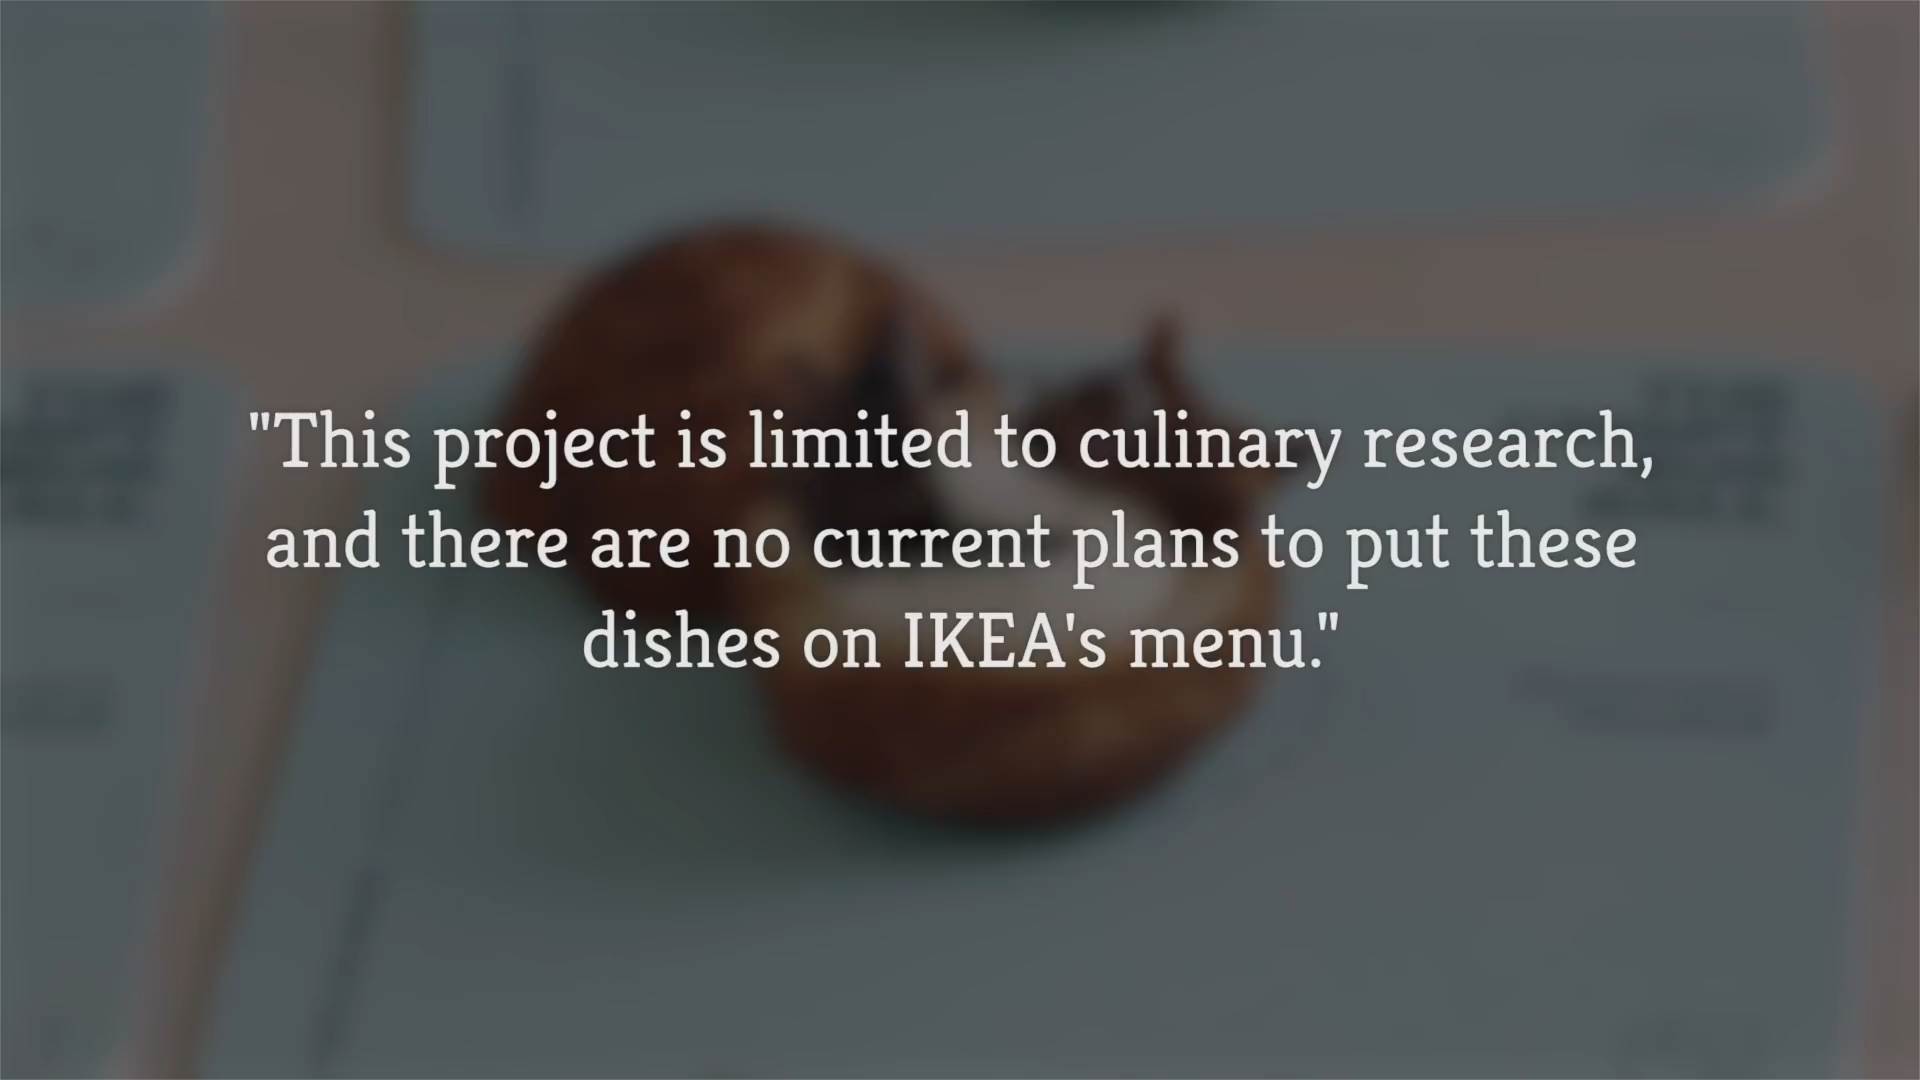 "This project is limited to culinary research,
and there are no current plans to put these
dishes on IKEA's menu."